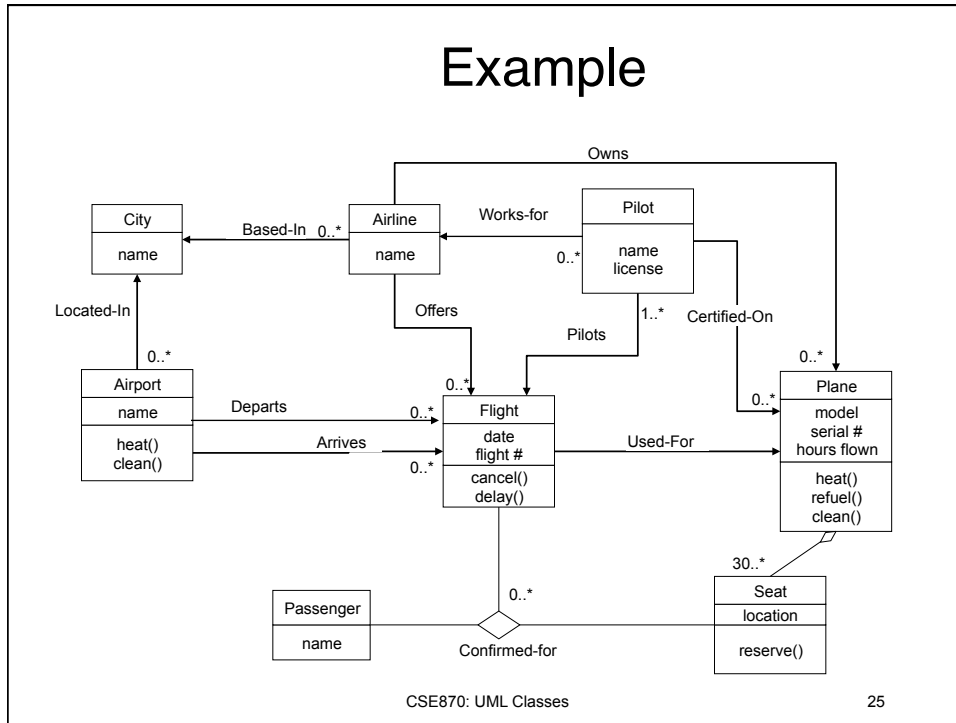 Example
Owns
City
name
Based-In
0..*
Airline
name
Works-for
0..*
Pilot
name
license
Located-In
0..*
Offers
0..*
Pilots
1..*
Certified-On
0..*
0..*
Airport
name
heat()
clean()
Departs
0..*
Arrives
0..*
Flight
date
flight #
cancel()
delay()
Used-For
Plane
model
serial #
hours flown
heat()
refuel()
clean()
30..*
Seat
location
reserve()
Passenger
name
0..*
Confirmed-for
CSE870: UML Classes
25